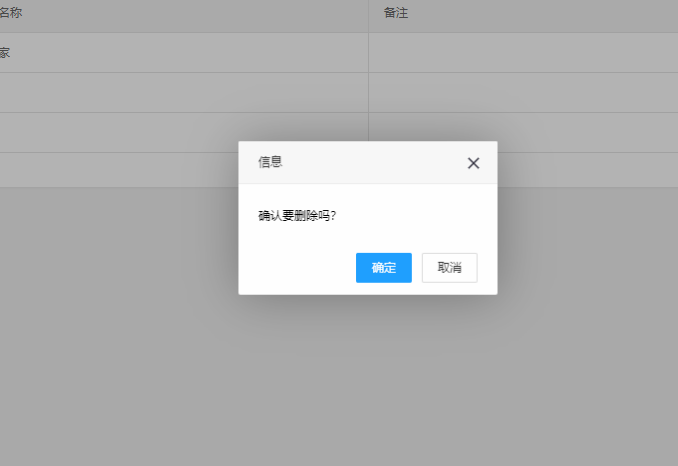 名称 备注
家
信息
确认要删除吗?
确定 取消